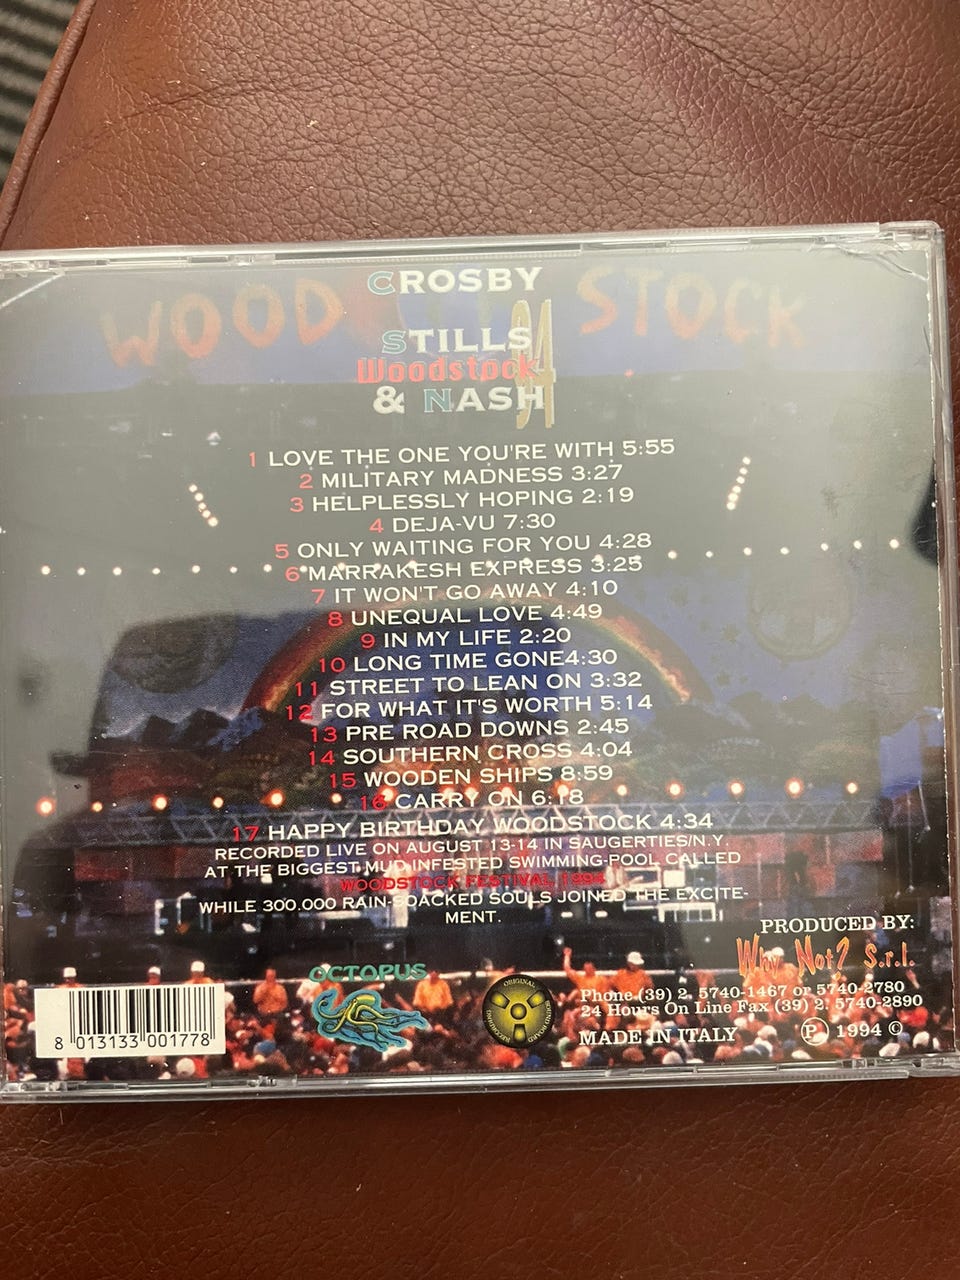 WOOD STOCK
CROSBY
STILLS 94
Woodstock
& NASH 94
1 LOVE THE ONE YOU'RE WITH 5:55
2 MILITARY MADNESS 3:27
3 HELPLESSLY HOPING 2:19
4 DEJA-VU 7:30
5 ONLY WAITING FOR YOU 4:28
6 MARRAKESH EXPRESS 3:25
7 IT WON'T GO AWAY 4:10
8 UNEQUAL LOVE 4:49
9 IN MY LIFE 2:20
10 LONG TIME GONE4:30
11 STREET TO LEAN ON 3:32
12 FOR WHAT IT'S WORTH 5:14
13 PRE ROAD DOWNS 2:45
14 SOUTHERN CROSS 4:04
15 WOODEN SHIPS 8:59
16 CARRY ON 6:18
17 HAPPY BIRTHDAY WOODSTOCK 4:34
RECORDED LIVE ON AUGUST 13-14 IN SAUGERTIES/N.Y.
AT THE BIGGEST MUD-INFESTED SWIMMING-POOL CALLED
WOODSTOCK FESTIVAL 1994
WHILE 300.000 RAIN-SOACKED SOULS JOINED THE EXCITE-
MENT.
PRODUCED BY:
Why Not? S.r.l.
Phone (39) 2. 5740-1467 or 5740-2780
24 Hours On Line Fax (39) 2. 5740-2890
MADE IN ITALY P 1994 ©
OCTOPUS
ORIGINAL SOUND BOARD RECORDING
8 013133 001778